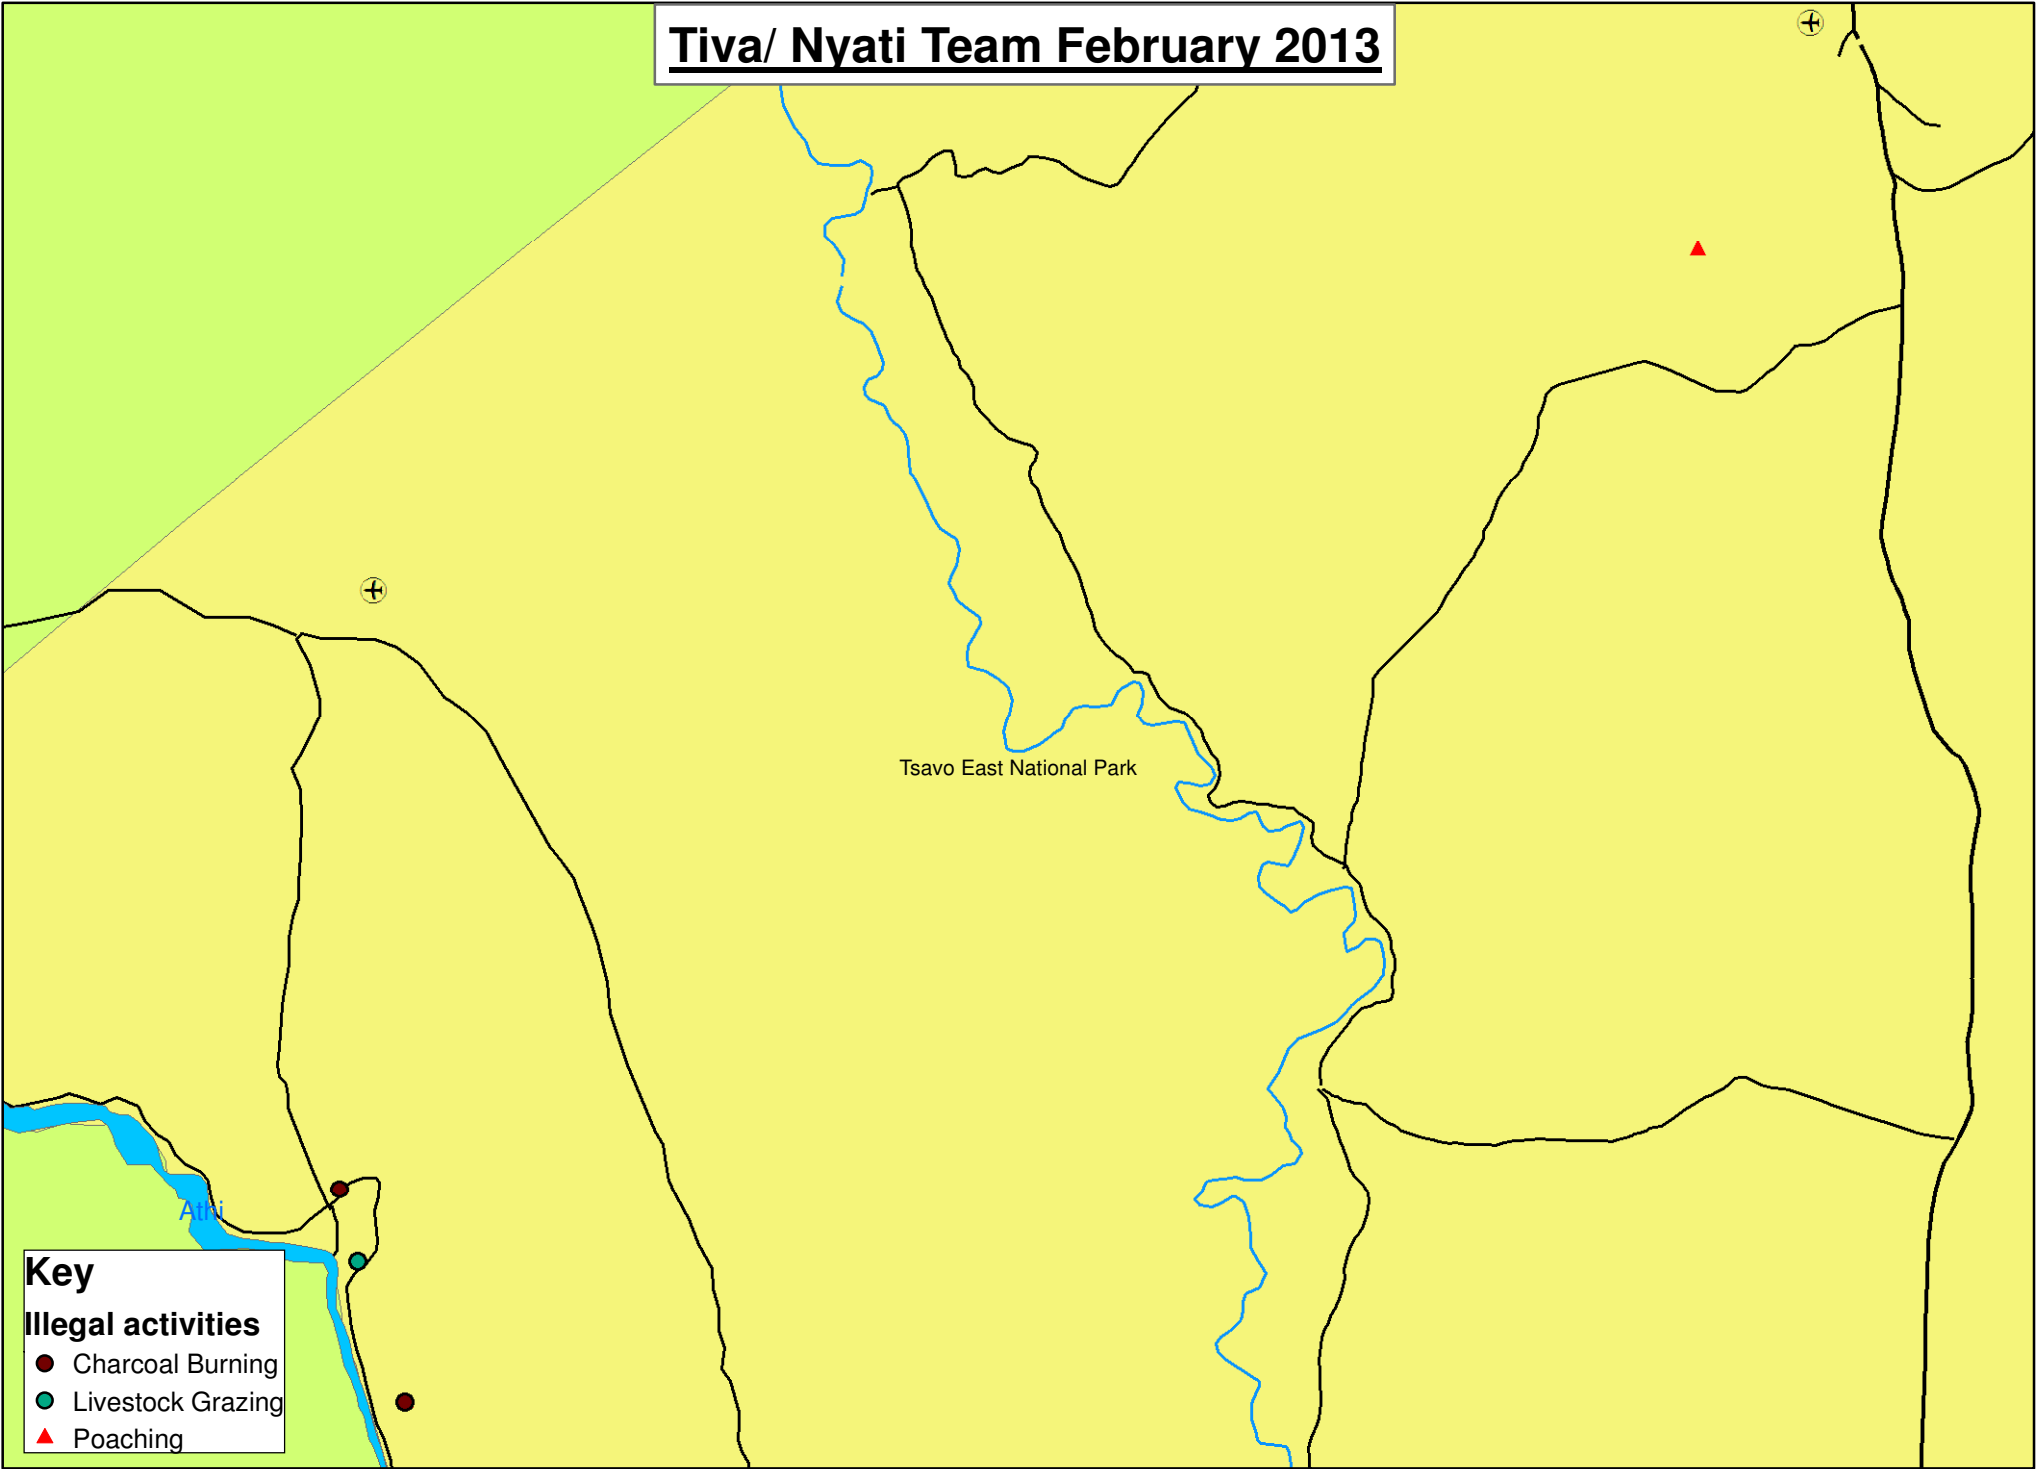 Tiva/ Nyati Team February 2013
Tsavo East National Park
Athi
Key
Illegal activities
Charcoal Burning
Livestock Grazing
Poaching